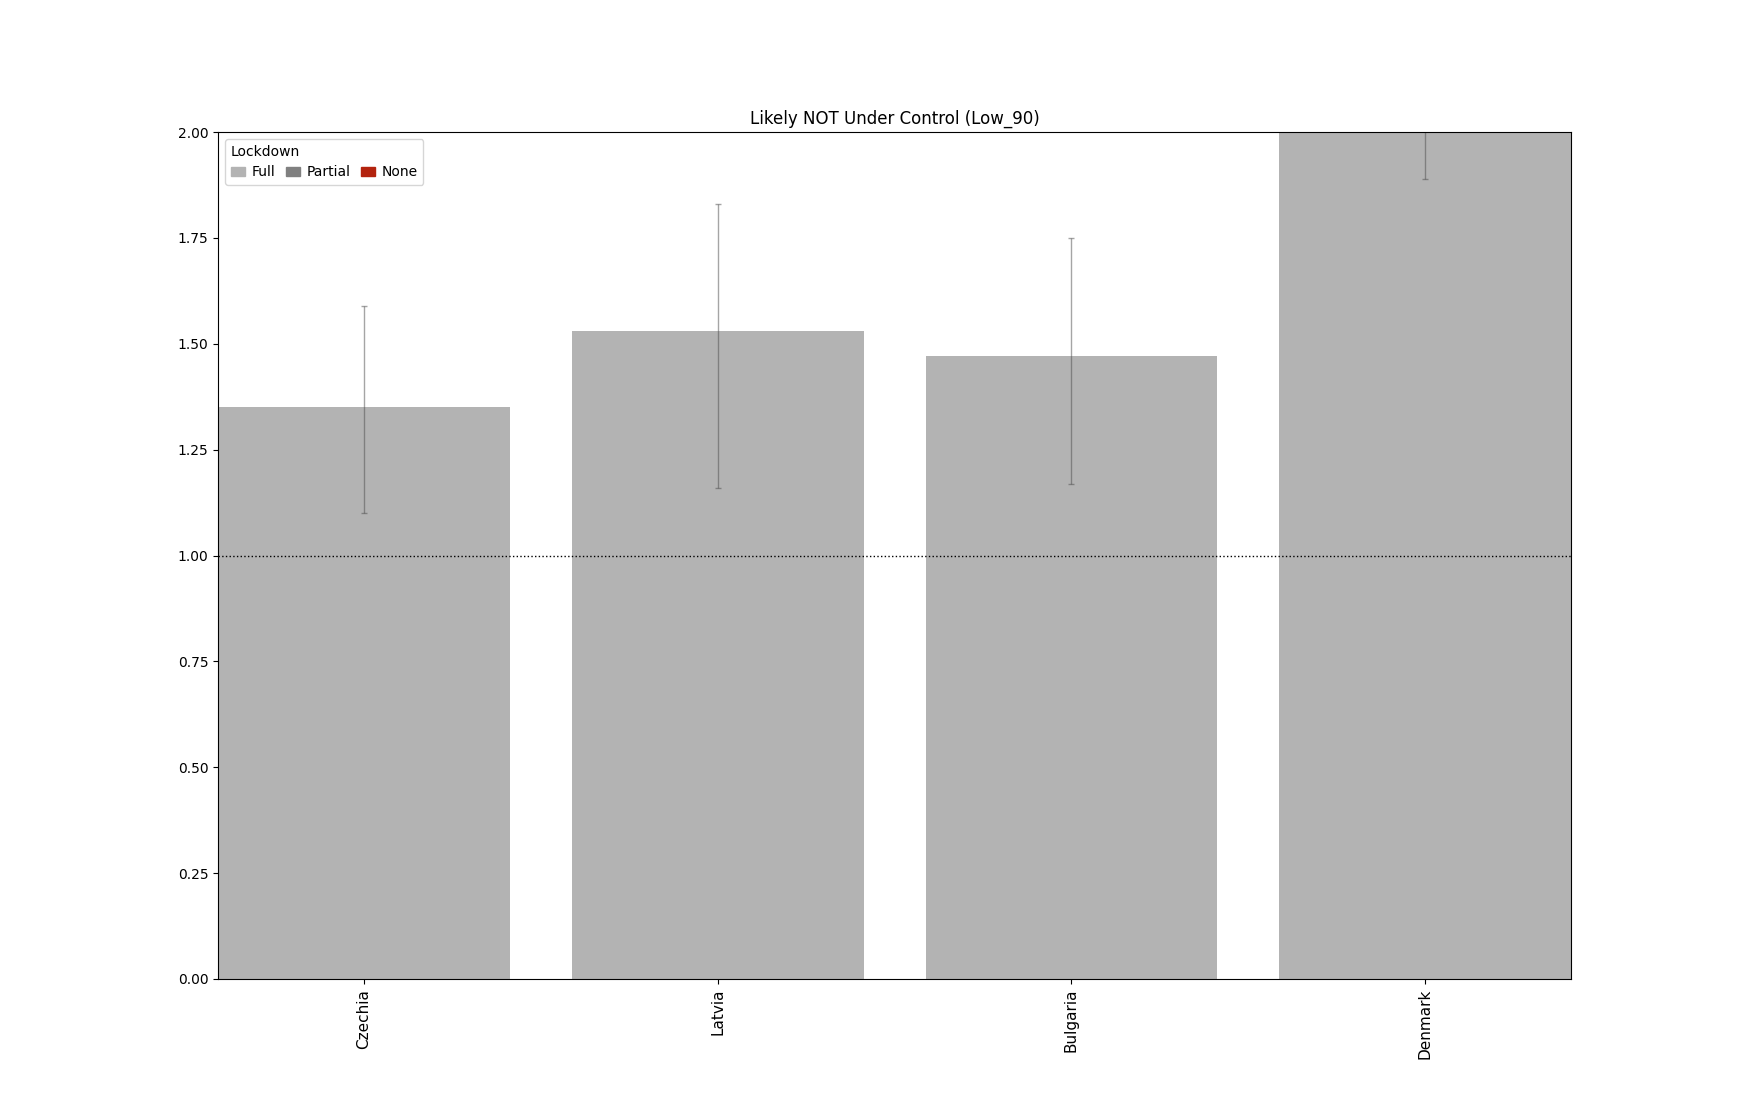 Likely NOT Under Control (Low_90)
Lockdown
Full Partial None
2.00
1.75
1.50
1.25
1.00
0.75
0.50
0.25
0.00
Czechia
Latvia
Bulgaria
Denmark